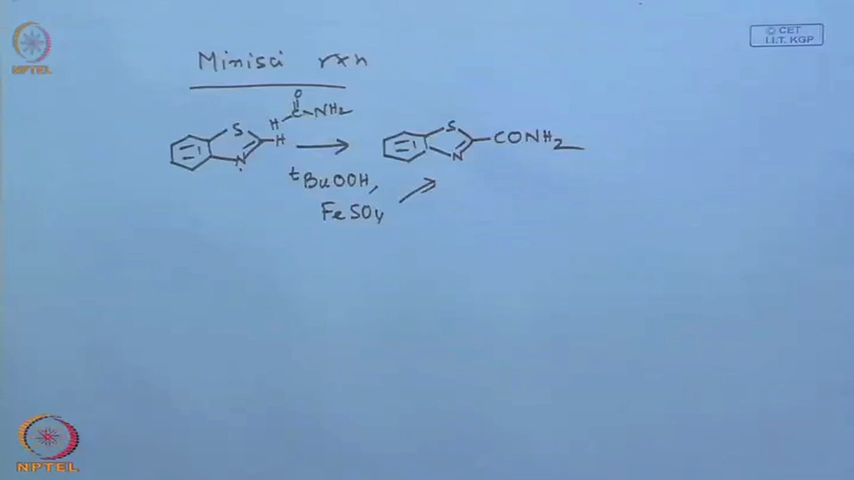 © CET
I.I.T. KGP
NPTEL
Minisci rxn
O
H C NH2
S H N
tBuOOH,
FeSO4
S N CONH2
NPTEL